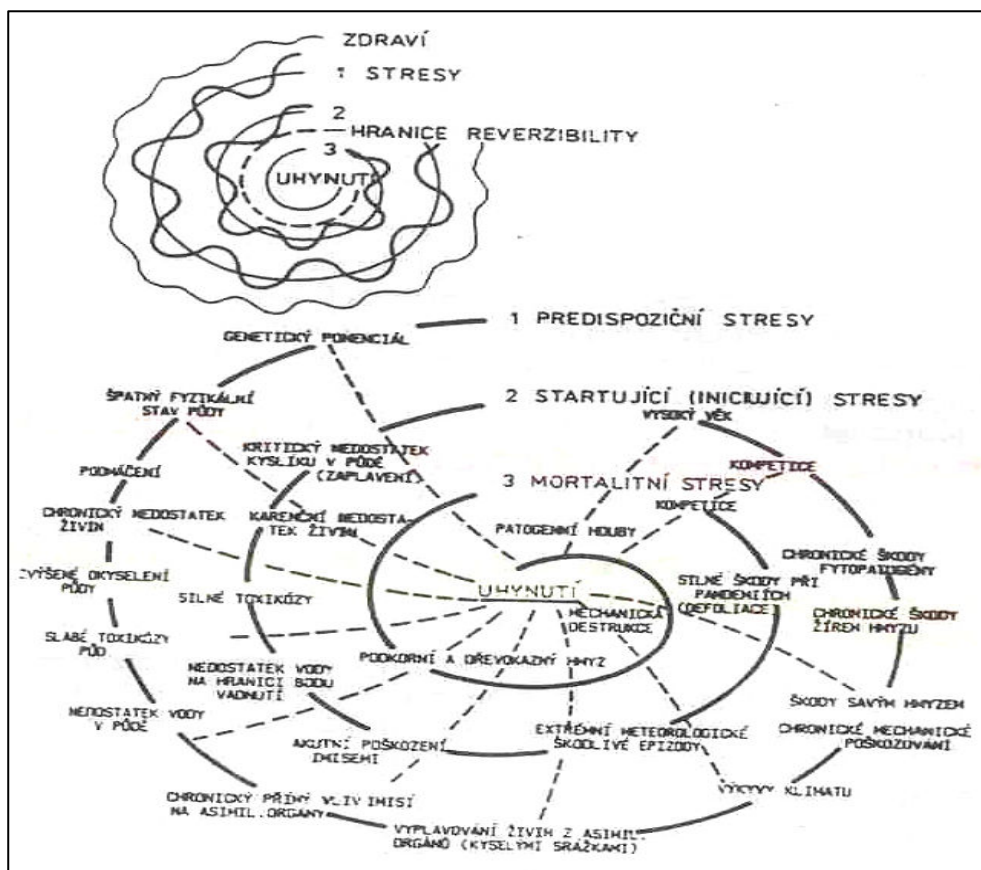 ZDRAVÍ
1 STRESY
2
HRANICE REVERZIBILITY
3
UHYNUTÍ
1 PREDISPOZIČNÍ STRESY
GENETICKÝ PONENCIÁL
ŠPATNÝ FYZIKÁLNÍ
STAV PŮDY
2 STARTUJÍCÍ (INICIUJÍCÍ) STRESY
VYSOKÝ VĚK
KRITICKÝ NEDOSTATEK
KYSLÍKU V PŮDĚ
(ZAPLAVENÍ)
PODMÁČENÍ
KOMPETICE
3 MORTALITNÍ STRESY
KOMPETICE
CHRONICKÝ NEDOSTATEK
ŽIVIN
KARENČNÍ NEDOSTA-
TEK ŽIVIN
PATOGENNÍ HOUBY
CHRONICKÉ ŠKODY
FYTOPATOGÉNY
ZVÝŠENÉ OKYSELENÍ
PŮDY
SILNÉ TOXIKÓZY
UHYNUTÍ
MECHANICKÁ
DESTRUKCE
SILNÉ ŠKODY PŘI
PANDEMIÍCH
(DEFOLIACE)
CHRONICKÉ ŠKODY
ŽÍREM HMYZU
SLABÉ TOXIKÓZY
PŮD
PODKORNÍ A DŘEVOKAZNÝ HMYZ
NEDOSTATEK VODY
NA HRANICI BODU
VADNUTÍ
ŠKODY SAVÝM HMYZEM
NEDOSTATEK VODY
V PŮDĚ
AKUTNÍ POŠKOZENÍ
IMISEMI
EXTRÉMNÍ METEOROLOGICKÉ
ŠKODLIVÉ EPIZODY
CHRONICKÉ MECHANICKÉ
POŠKOZOVÁNÍ
CHRONICKÝ PŘÍMÝ VLIV IMISÍ
NA ASIMIL.ORGÁNY
VÝKYVY KLIMATU
VYPLAVOVÁNÍ ŽIVIN Z ASIMIL.
ORGÁNŮ (KYSELÝMI SRÁŽKAMI)